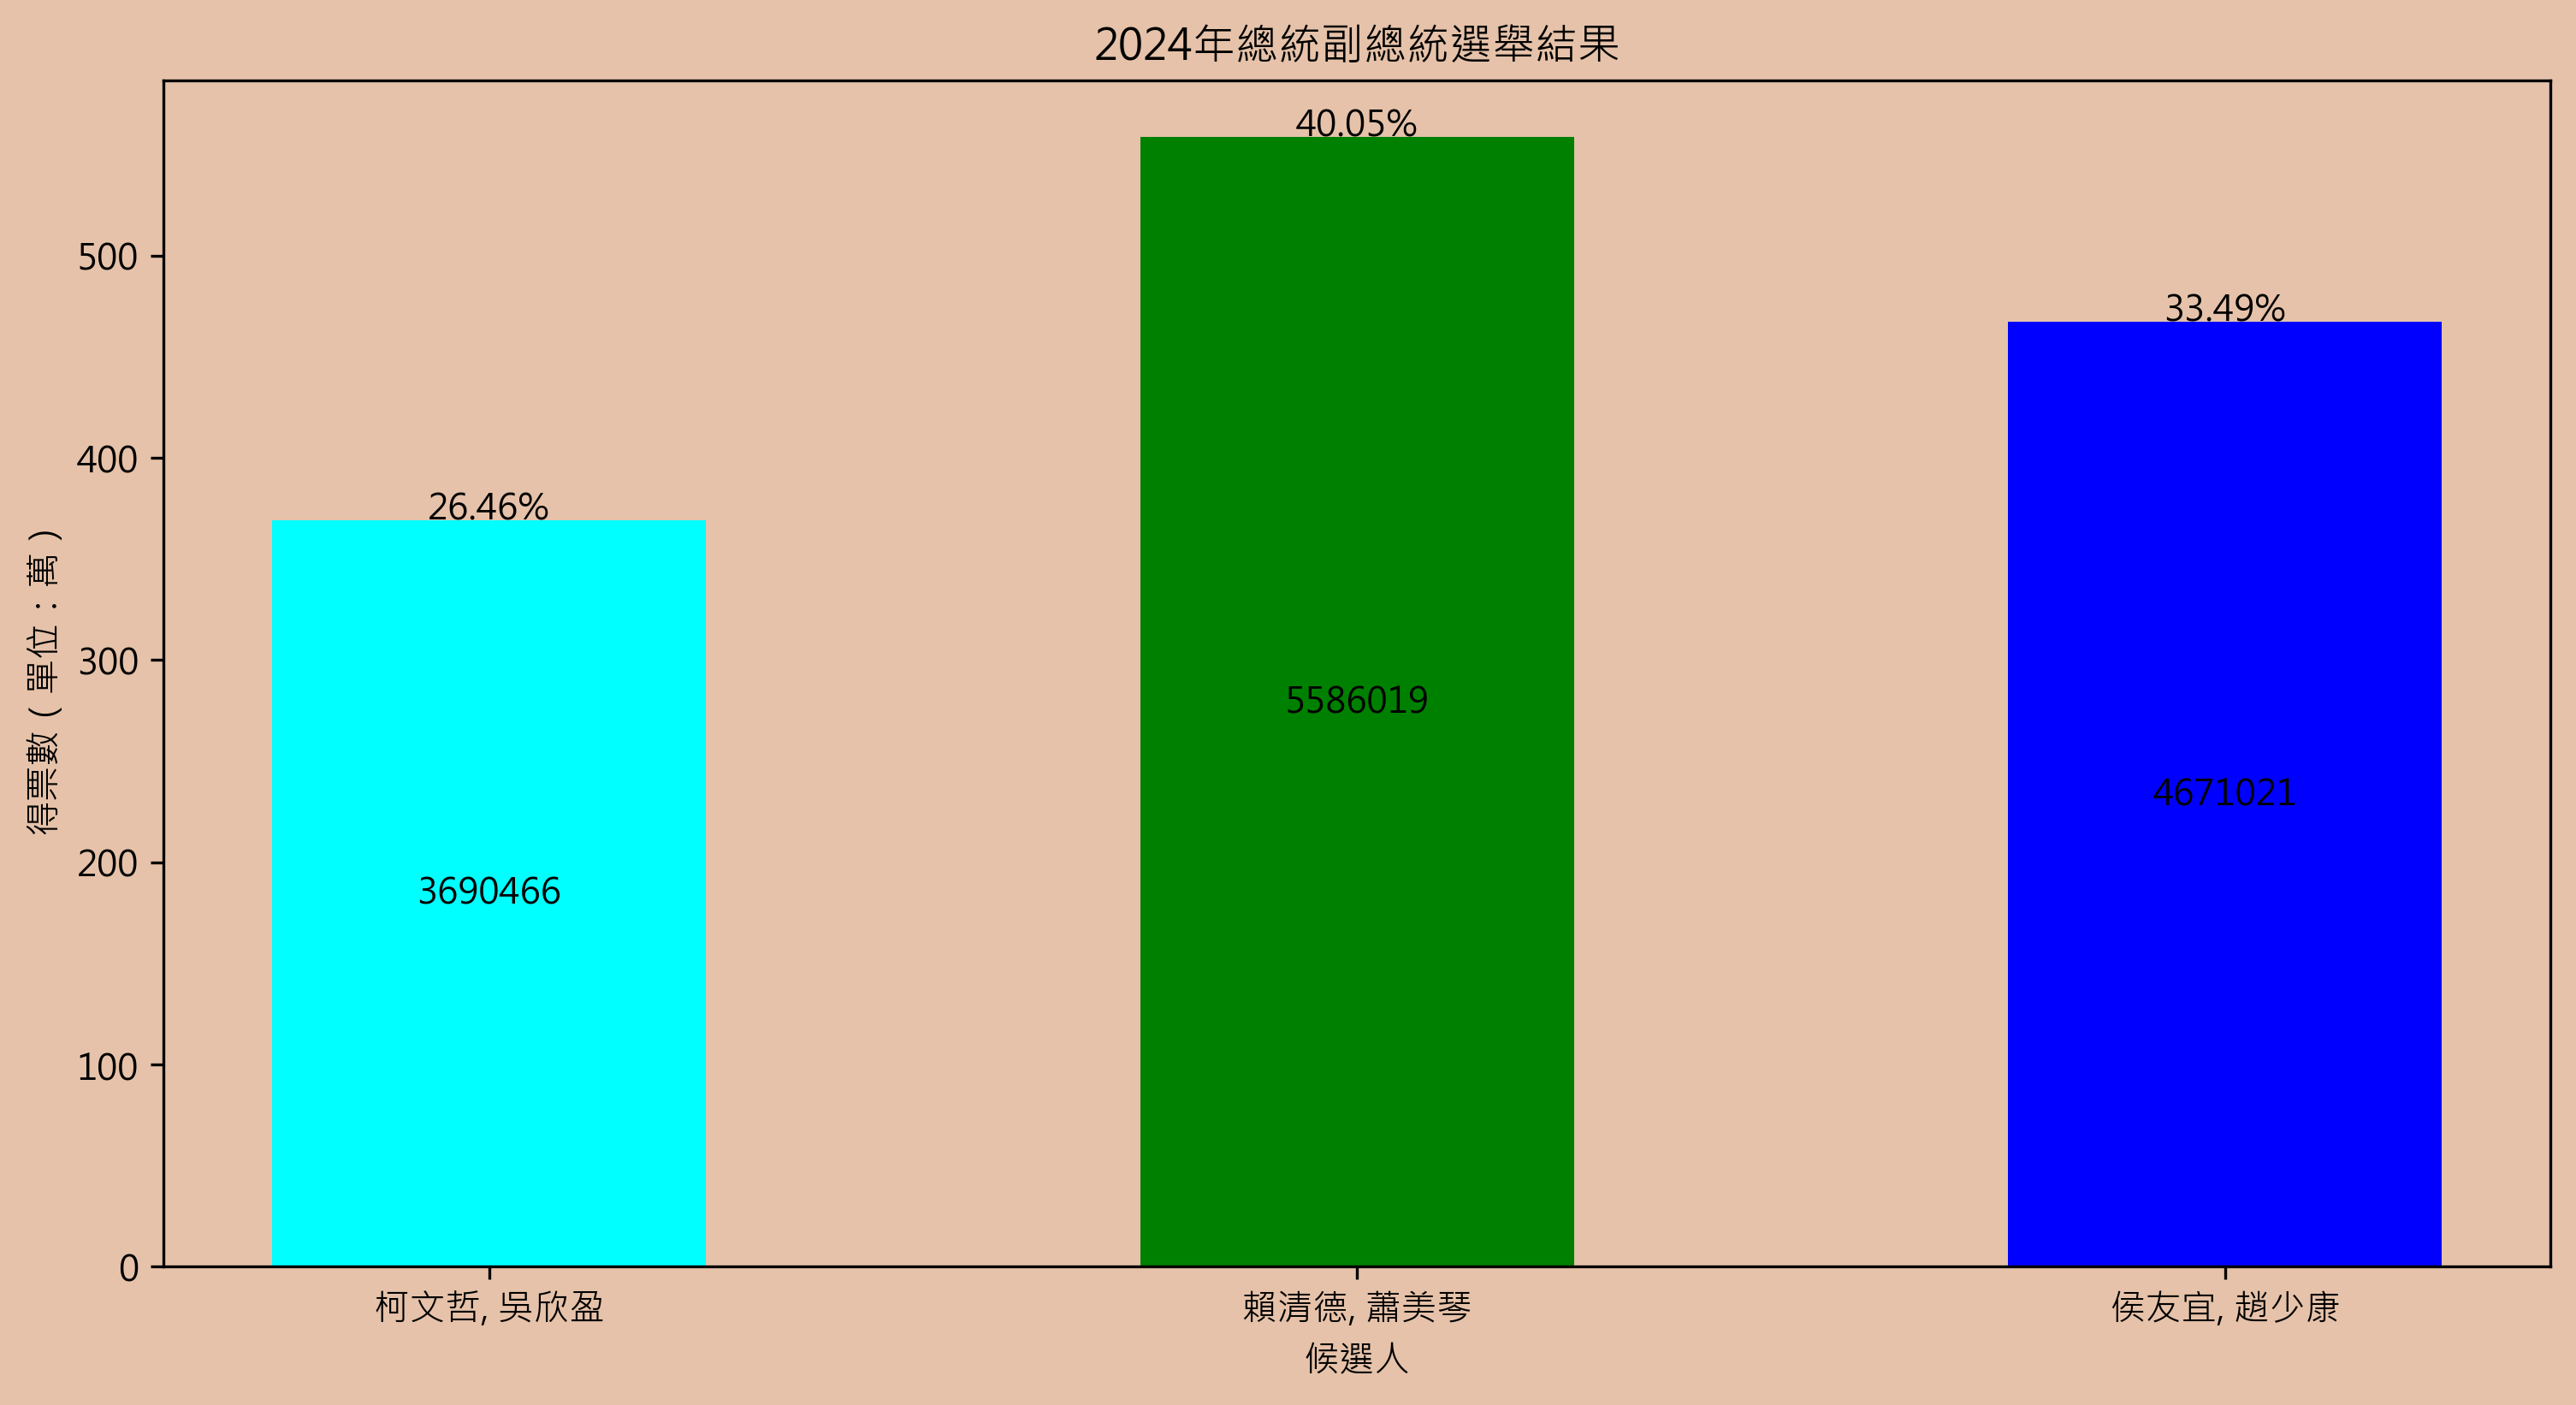 2024年總統副總統選舉結果
得票數 ( 單位 : 萬 )
500
400
300
200
100
0
26.46%
3690466
40.05%
5586019
33.49%
4671021
柯文哲, 吳欣盈
賴清德, 蕭美琴
侯友宜, 趙少康
候選人